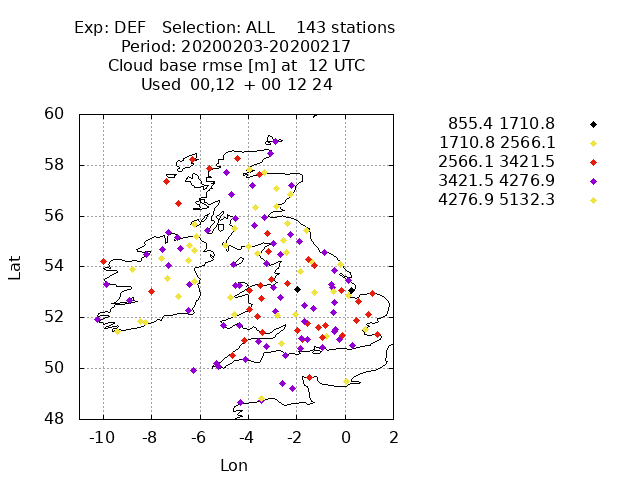 Exp: DEF   Selection: ALL    143 stations
Period: 20200203-20200217
Cloud base rmse [m] at  12 UTC
Used  00,12  + 00 12 24
855.4 1710.8
1710.8 2566.1
2566.1 3421.5
3421.5 4276.9
4276.9 5132.3
60
58
56
54
52
50
48
Lat
-10 -8 -6 -4 -2 0 2
Lon